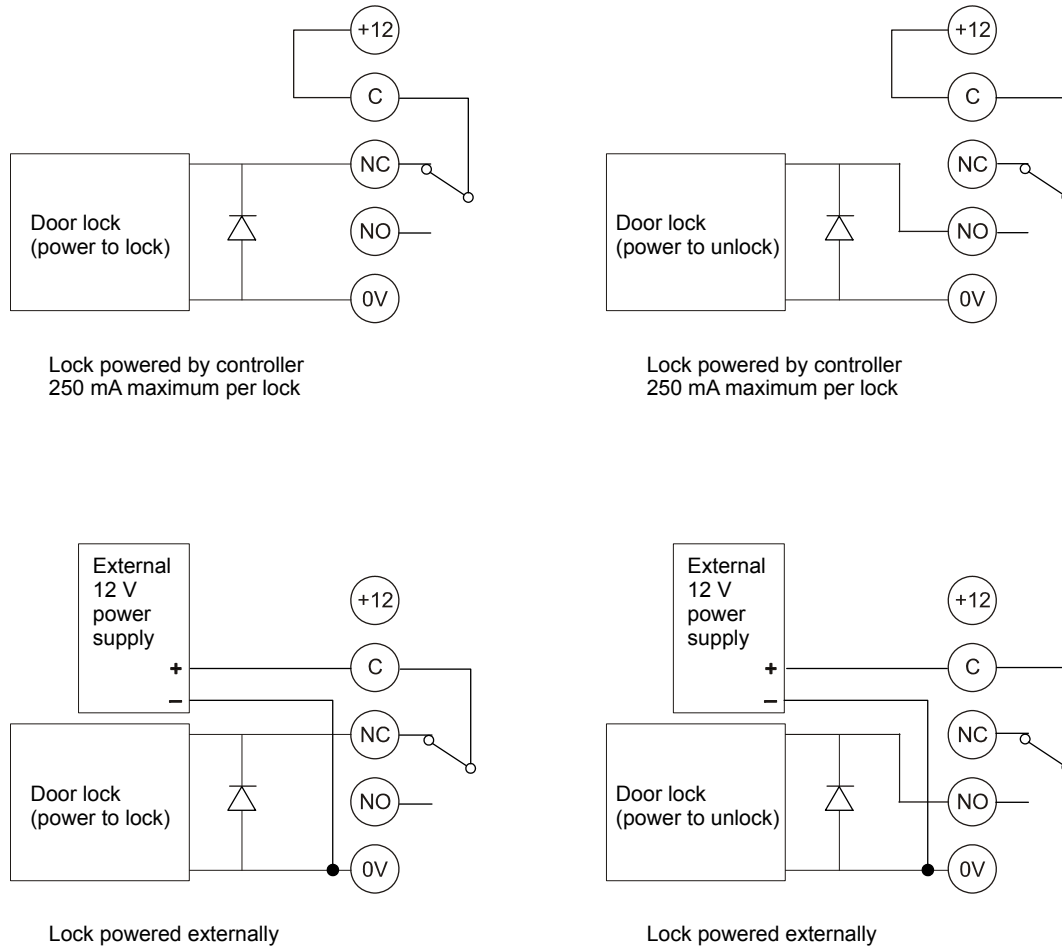 +12
C
NC
NO
0V
Door lock
(power to lock)
Lock powered by controller
250 mA maximum per lock
+12
C
NC
NO
0V
Door lock
(power to unlock)
Lock powered by controller
250 mA maximum per lock
External
12 V
power
supply
+
–
+12
C
NC
NO
0V
Door lock
(power to lock)
Lock powered externally
External
12 V
power
supply
+
–
+12
C
NC
NO
0V
Door lock
(power to unlock)
Lock powered externally